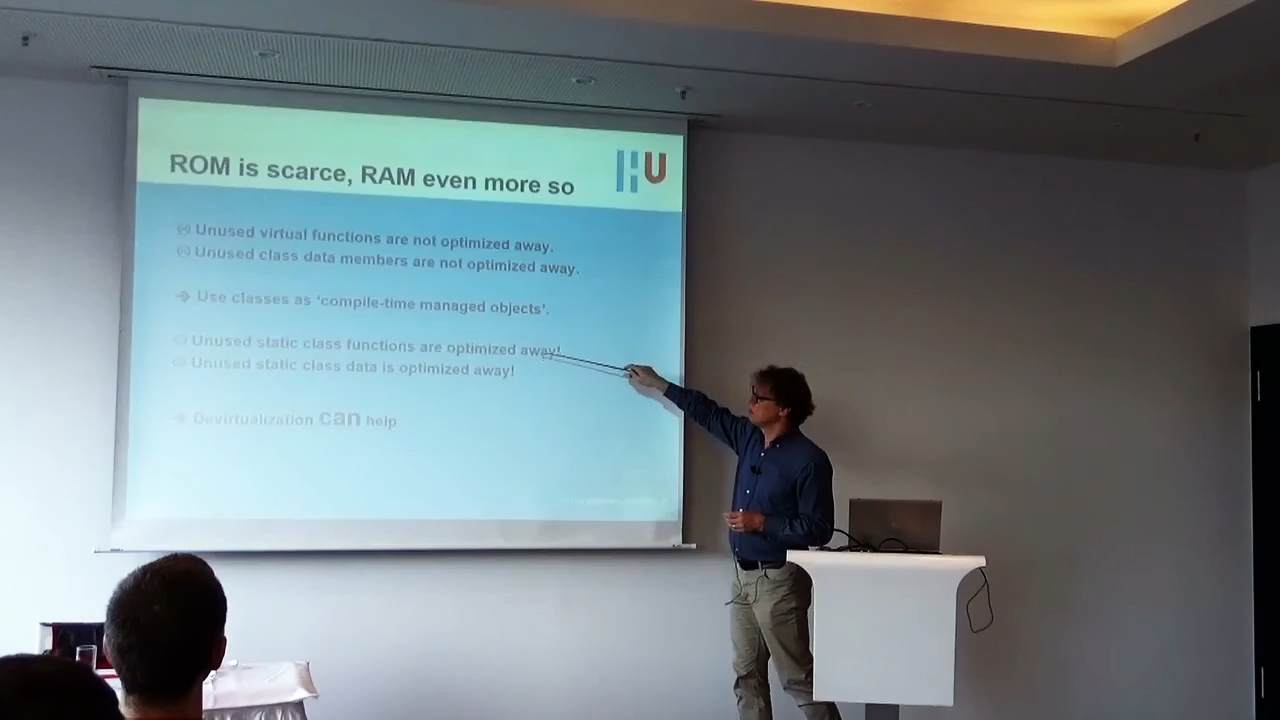 ROM is scarce, RAM even more so
HU
Unused virtual functions are not optimized away.
Unused class data members are not optimized away.
Use classes as ‘compile-time managed objects’.
Unused static class functions are optimized away!
Unused static class data is optimized away!
Devirtualization can help